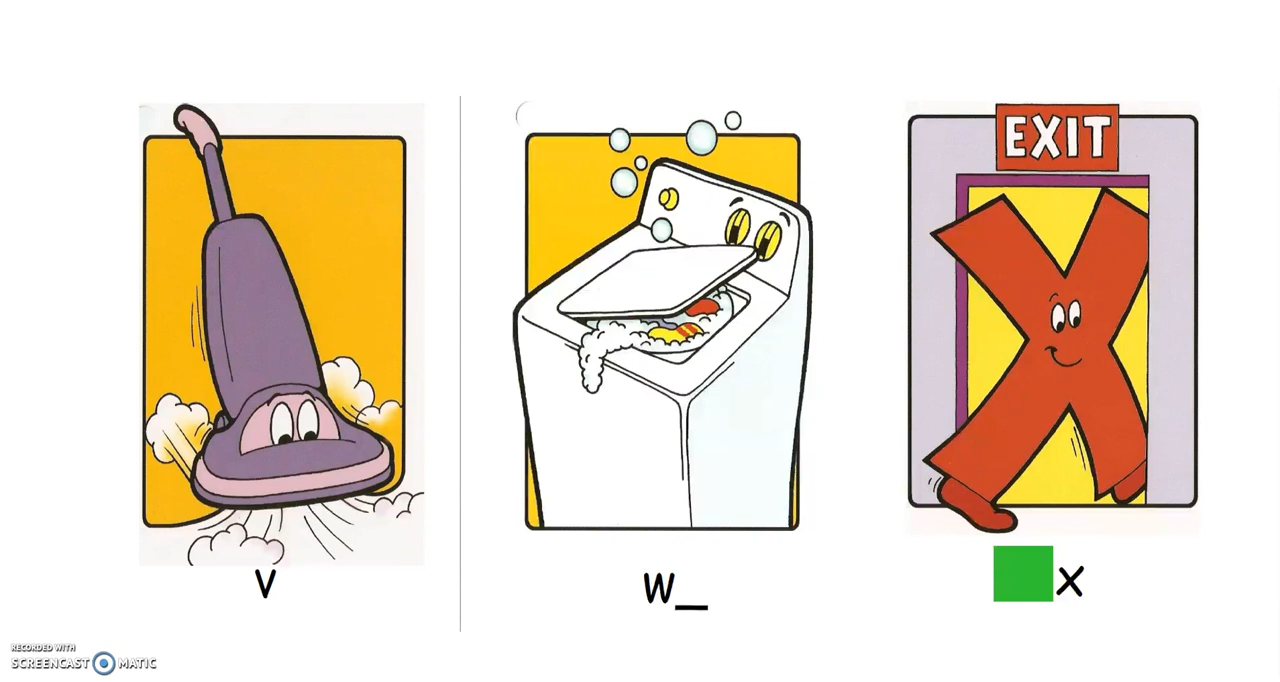 EXIT
V
W_
X
RECORDED WITH
SCREENCAST MATIC